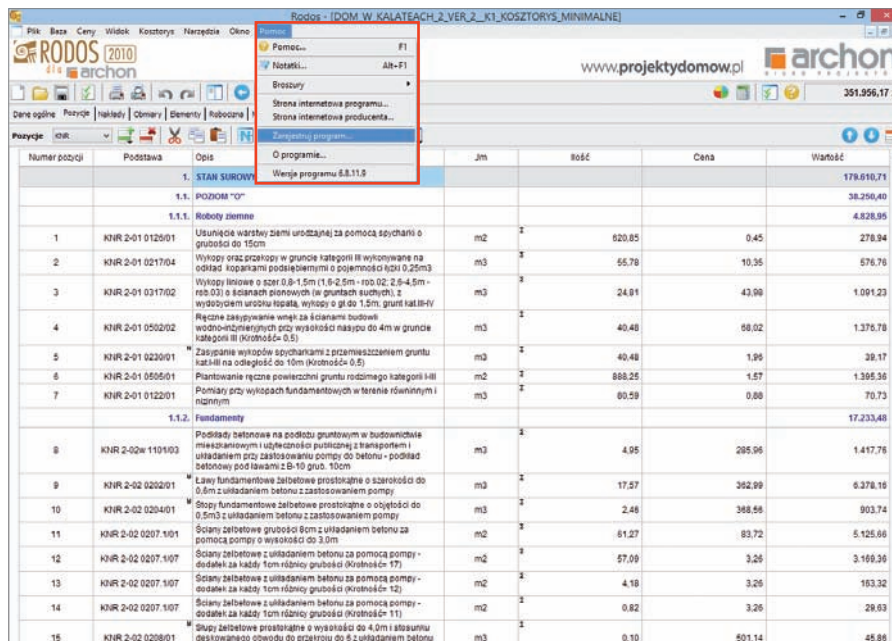 Rodos - [DOM_W_KALATEACH_2_VER_2__K1_KOSZTORYS_MINIMALNE]
Plik Baza Ceny Widok Kosztorys Narzędzia Okno Pomoc
RODOS 2010
dla archon
www.projektydomow.pl
archon
BIURO PROJEKTÓW
Pomoc... F1
Notatki... Alt+F1
Broszury
Strona internetowa programu...
Strona internetowa producenta...
Zarejestruj program...
O programie...
Wersja programu 6.8.11.9
351.956,17
Dane ogólne Pozycje Nakłady Obmiary Elementy Robocizna
Pozycje KNR
Numer pozycji Podstawa Opis Jm Ilość Cena Wartość
1. STAN SUROWY 179.610,71
1.1. POZIOM "O" 38.250,40
1.1.1. Roboty ziemne 4.828,95
1 KNR 2-01 0126/01 Usunięcie warstwy ziemi urodzajnej za pomocą spycharki o grubości do 15cm m2 620,85 0,45 278,94
2 KNR 2-01 0217/04 Wykopy oraz przekopy w gruncie kategorii III wykonywane na odkład koparkami podsiębiernymi o pojemności łyżki 0,25m3 m3 55,78 10,35 576,76
3 KNR 2-01 0317/02 Wykopy liniowe o szer.0,8-1,5m (1,6-2,5m - rob.02; 2,6-4,5m - rob.03) o ścianach pionowych (w gruntach suchych), z wydobyciem urobku łopatą, wykopy o gł do 1,5m; grunt kat.III-IV m3 24,81 43,98 1.091,23
4 KNR 2-01 0502/02 Ręczne zasypywanie wnęk za ścianami budowli wodno-inżynieryjnych przy wysokości nasypu do 4m w gruncie kategorii III (Krotność= 0,5) m3 40,48 68,02 1.376,78
5 KNR 2-01 0230/01 Zasypanie wykopów spycharkami z przemieszczeniem gruntu kat.I-III na odległość do 10m (Krotność= 0,5) m3 40,48 1,96 39,17
6 KNR 2-01 0505/01 Plantowanie ręczne powierzchni gruntu rodzimego kategorii I-III m2 888,25 1,57 1.395,36
7 KNR 2-01 0122/01 Pomiary przy wykopach fundamentowych w terenie równinnym i nizinnym m3 80,59 0,88 70,73
1.1.2. Fundamenty 17.233,48
8 KNR 2-02w 1101/03 Podkłady betonowe na podłożu gruntowym w budownictwie mieszkaniowym i użyteczności publicznej z transportem i układaniem przy zastosowaniu pompy do betonu - podkład betonowy pod ławami z B-10 grub. 10cm m3 4,95 285,96 1.417,76
9 KNR 2-02 0202/01 Ławy fundamentowe żelbetowe prostokątne o szerokości do 0,6m z układaniem betonu z zastosowaniem pompy m3 17,57 362,99 6.378,16
10 KNR 2-02 0204/01 Stopy fundamentowe żelbetowe prostokątne o objętości do 0,5m3 z układaniem betonu z zastosowaniem pompy m3 2,46 368,56 903,74
11 KNR 2-02 0207.1/01 Ściany żelbetowe grubości 8cm z układaniem betonu za pomocą pompy o wysokości do 3,0m m2 61,27 83,72 5.125,66
12 KNR 2-02 0207.1/07 Ściany żelbetowe z układaniem betonu za pomocą pompy - dodatek za każdy 1cm różnicy grubości (Krotność= 17) m2 57,09 3,26 3.169,36
13 KNR 2-02 0207.1/07 Ściany żelbetowe z układaniem betonu za pomocą pompy - dodatek za każdy 1cm różnicy grubości (Krotność= 12) m2 4,18 3,26 163,32
14 KNR 2-02 0207.1/07 Ściany żelbetowe z układaniem betonu za pomocą pompy - dodatek za każdy 1cm różnicy grubości (Krotność= 11) m2 0,82 3,26 29,63
15 KNR 2-02 0208/01 Słupy żelbetowe prostokątne o wysokości do 4,0m i stosunku deskowanego obwodu do przekroju do 6 z układaniem betonu m3 0,10 501,14 45,86